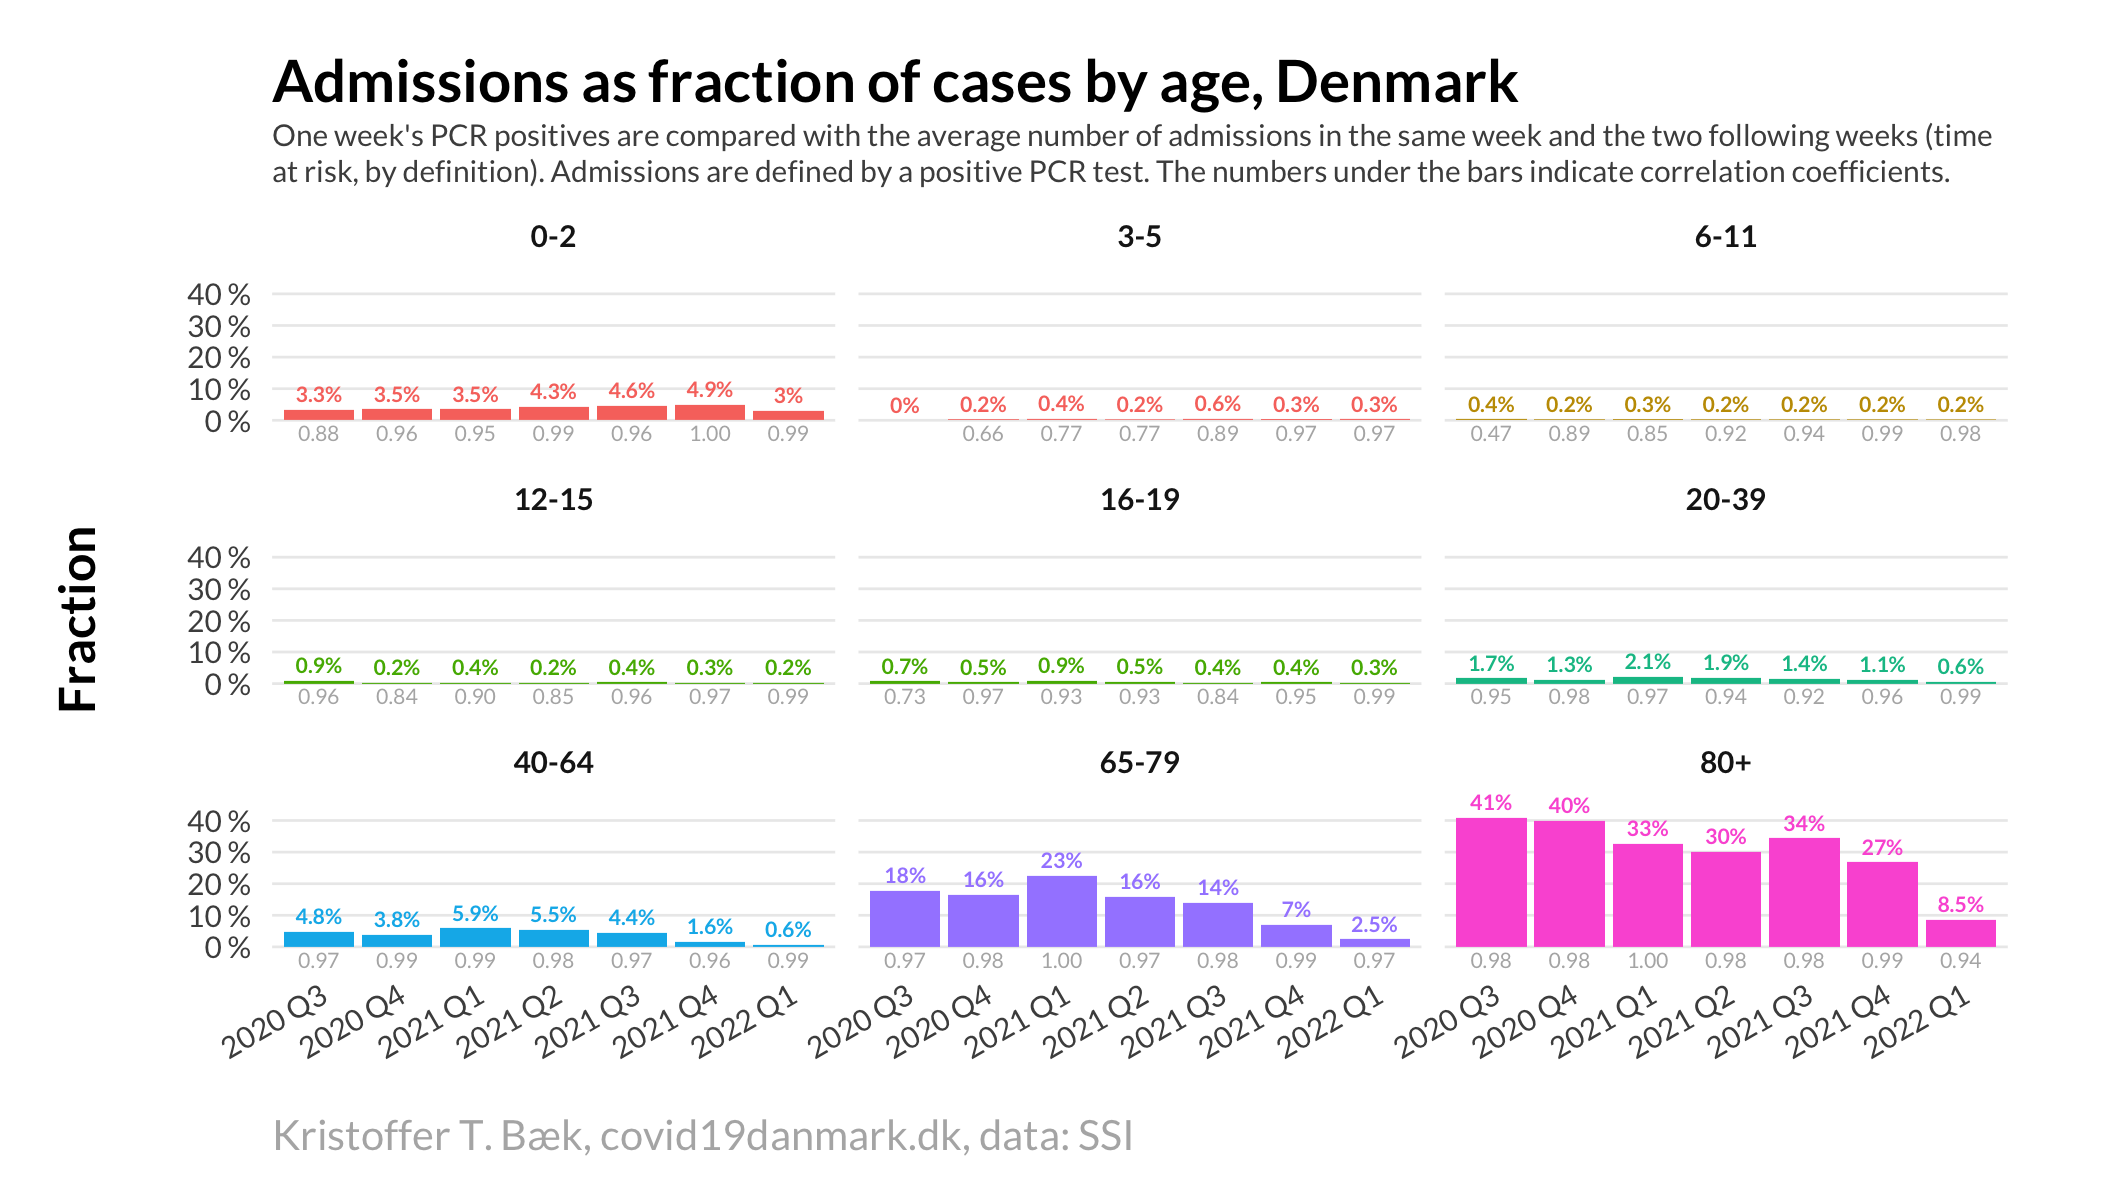 Admissions as fraction of cases by age, Denmark
One week's PCR positives are compared with the average number of admissions in the same week and the two following weeks (time
at risk, by definition). Admissions are defined by a positive PCR test. The numbers under the bars indicate correlation coefficients.
Fraction
0-2
40 %
30 %
20 %
10 %
0 %
3.3% 3.5% 3.5% 4.3% 4.6% 4.9% 3%
0.88 0.96 0.95 0.99 0.96 1.00 0.99
3-5
0% 0.2% 0.4% 0.2% 0.6% 0.3% 0.3%
0.66 0.77 0.77 0.89 0.97 0.97
6-11
0.4% 0.2% 0.3% 0.2% 0.2% 0.2% 0.2%
0.47 0.89 0.85 0.92 0.94 0.99 0.98
12-15
40 %
30 %
20 %
10 %
0 %
0.9% 0.2% 0.4% 0.2% 0.4% 0.3% 0.2%
0.96 0.84 0.90 0.85 0.96 0.97 0.99
16-19
0.7% 0.5% 0.9% 0.5% 0.4% 0.4% 0.3%
0.73 0.97 0.93 0.93 0.84 0.95 0.99
20-39
1.7% 1.3% 2.1% 1.9% 1.4% 1.1% 0.6%
0.95 0.98 0.97 0.94 0.92 0.96 0.99
40-64
40 %
30 %
20 %
10 %
0 %
4.8% 3.8% 5.9% 5.5% 4.4% 1.6% 0.6%
0.97 0.99 0.99 0.98 0.97 0.96 0.99
2020 Q3 2020 Q4 2021 Q1 2021 Q2 2021 Q3 2021 Q4 2022 Q1
65-79
18% 16% 23% 16% 14% 7% 2.5%
0.97 0.98 1.00 0.97 0.98 0.99 0.97
2020 Q3 2020 Q4 2021 Q1 2021 Q2 2021 Q3 2021 Q4 2022 Q1
80+
41% 40% 33% 30% 34% 27% 8.5%
0.98 0.98 1.00 0.98 0.98 0.99 0.94
2020 Q3 2020 Q4 2021 Q1 2021 Q2 2021 Q3 2021 Q4 2022 Q1
Kristoffer T. Bæk, covid19danmark.dk, data: SSI